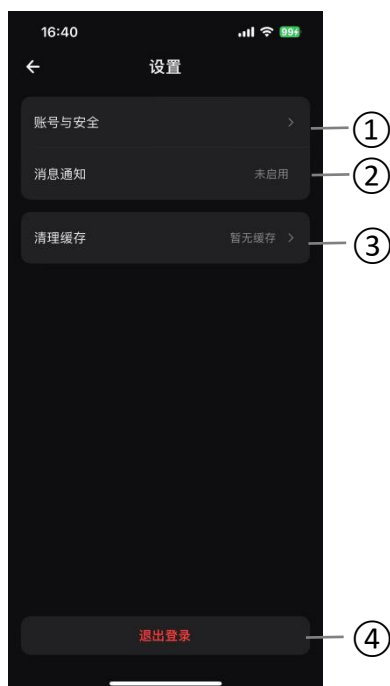 16:40 99+
设置
账号与安全 ①
消息通知 未启用 ②
清理缓存 暂无缓存 ③
退出登录 ④